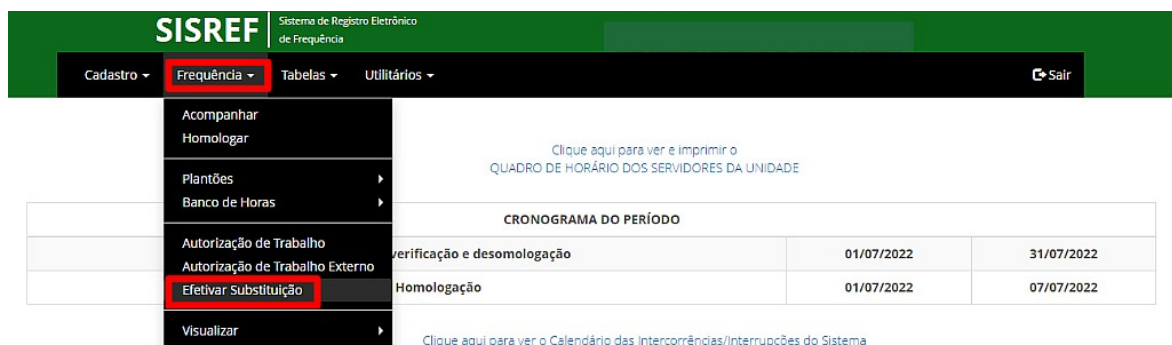 SISREF
Sistema de Registro Eletrônico
de Frequência
Cadastro
Frequência
Tabelas
Utilitários
Sair
Acompanhar
Homologar
Plantões
Banco de Horas
Autorização de Trabalho
Autorização de Trabalho Externo
Efetivar Substituição
Visualizar
Clique aqui para ver e imprimir o
QUADRO DE HORÁRIO DOS SERVIDORES DA UNIDADE
CRONOGRAMA DO PERÍODO
verificação e desomologação 01/07/2022 31/07/2022
Homologação 01/07/2022 07/07/2022
Clique aqui para ver o Calendário das Intercorrências/Interrupções do Sistema